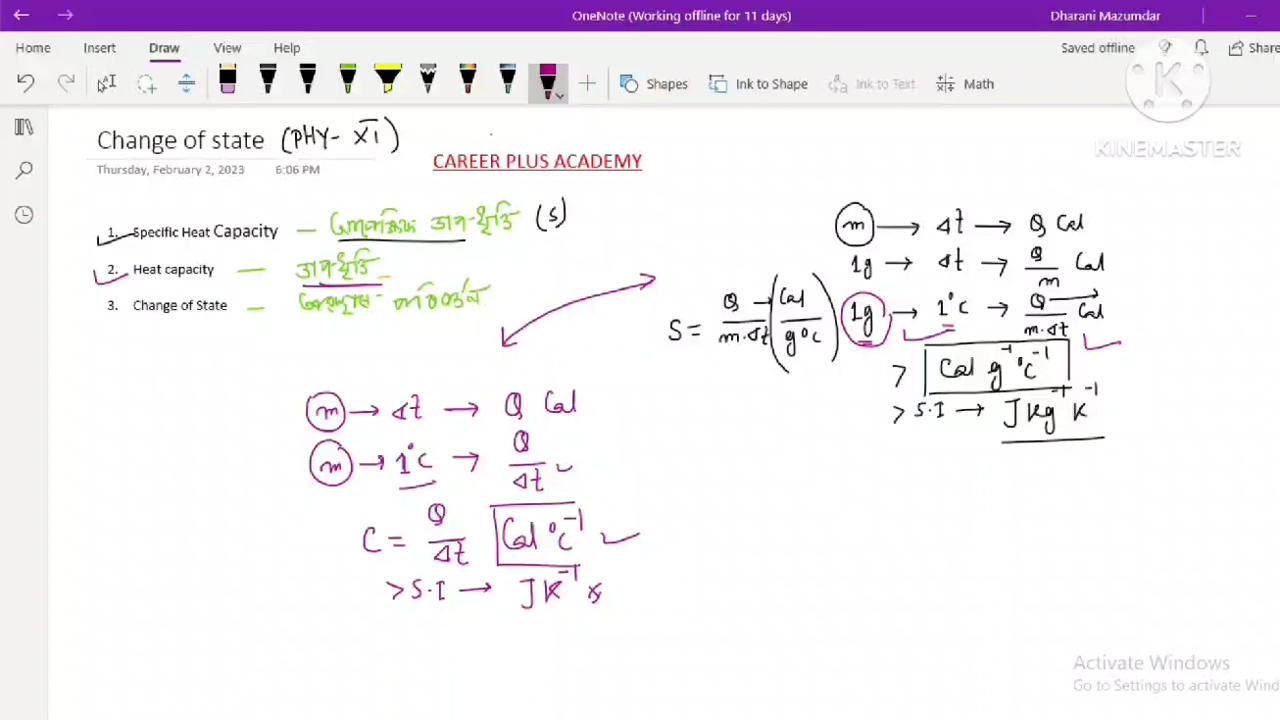 OneNote (Working offline for 11 days)
Dharani Mazumdar
Home Insert Draw View Help
Saved offline
Share
Shapes Ink to Shape Ink to Text Math
K
KINEMASTER
Change of state (PHY- XI)
Thursday, February 2, 2023 6:06 PM
CAREER PLUS ACADEMY
1. Specific Heat Capacity — আপেক্ষিক তাপ-ধৃতি (S)
2. Heat capacity — তাপ-ধৃতি
3. Change of State — অবস্থার পৰিৱৰ্তন
m → Δt → Q Cal
1g → Δt → Q/m Cal
1g → 1°C → Q/m.Δt Cal
S = Q/m.Δt (Cal/g°C)
> Cal g⁻¹ °C⁻¹
> S.I → J Kg⁻¹ K⁻¹
m → Δt → Q Cal
m → 1°C → Q/Δt
C = Q/Δt Cal °C⁻¹
> S.I → J K⁻¹
Activate Windows
Go to Settings to activate Wind